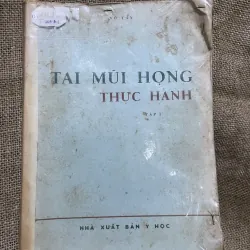 TAI MŨI HỌNG
THỰC HÀNH
NHÀ XUẤT BẢN Y HỌC